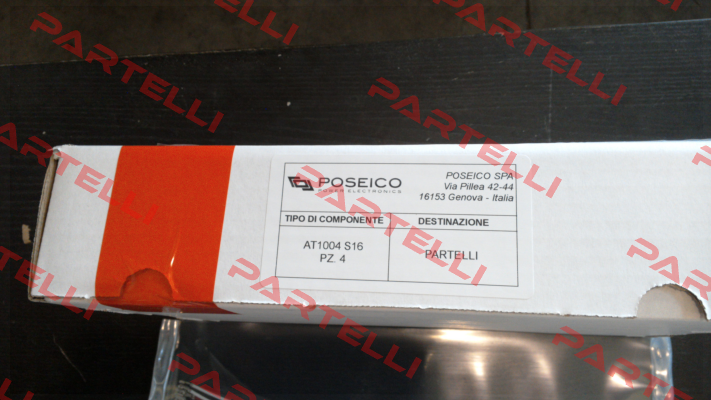 POSEICO
POWER ELECTRONICS
POSEICO SPA
Via Pillea 42-44
16153 Genova - Italia
TIPO DI COMPONENTE
DESTINAZIONE
AT1004 S16
PZ. 4
PARTELLI
PARTELLI
PARTELLI
PARTELLI
PARTELLI
PARTELLI
PARTELLI
PARTELLI
PARTELLI